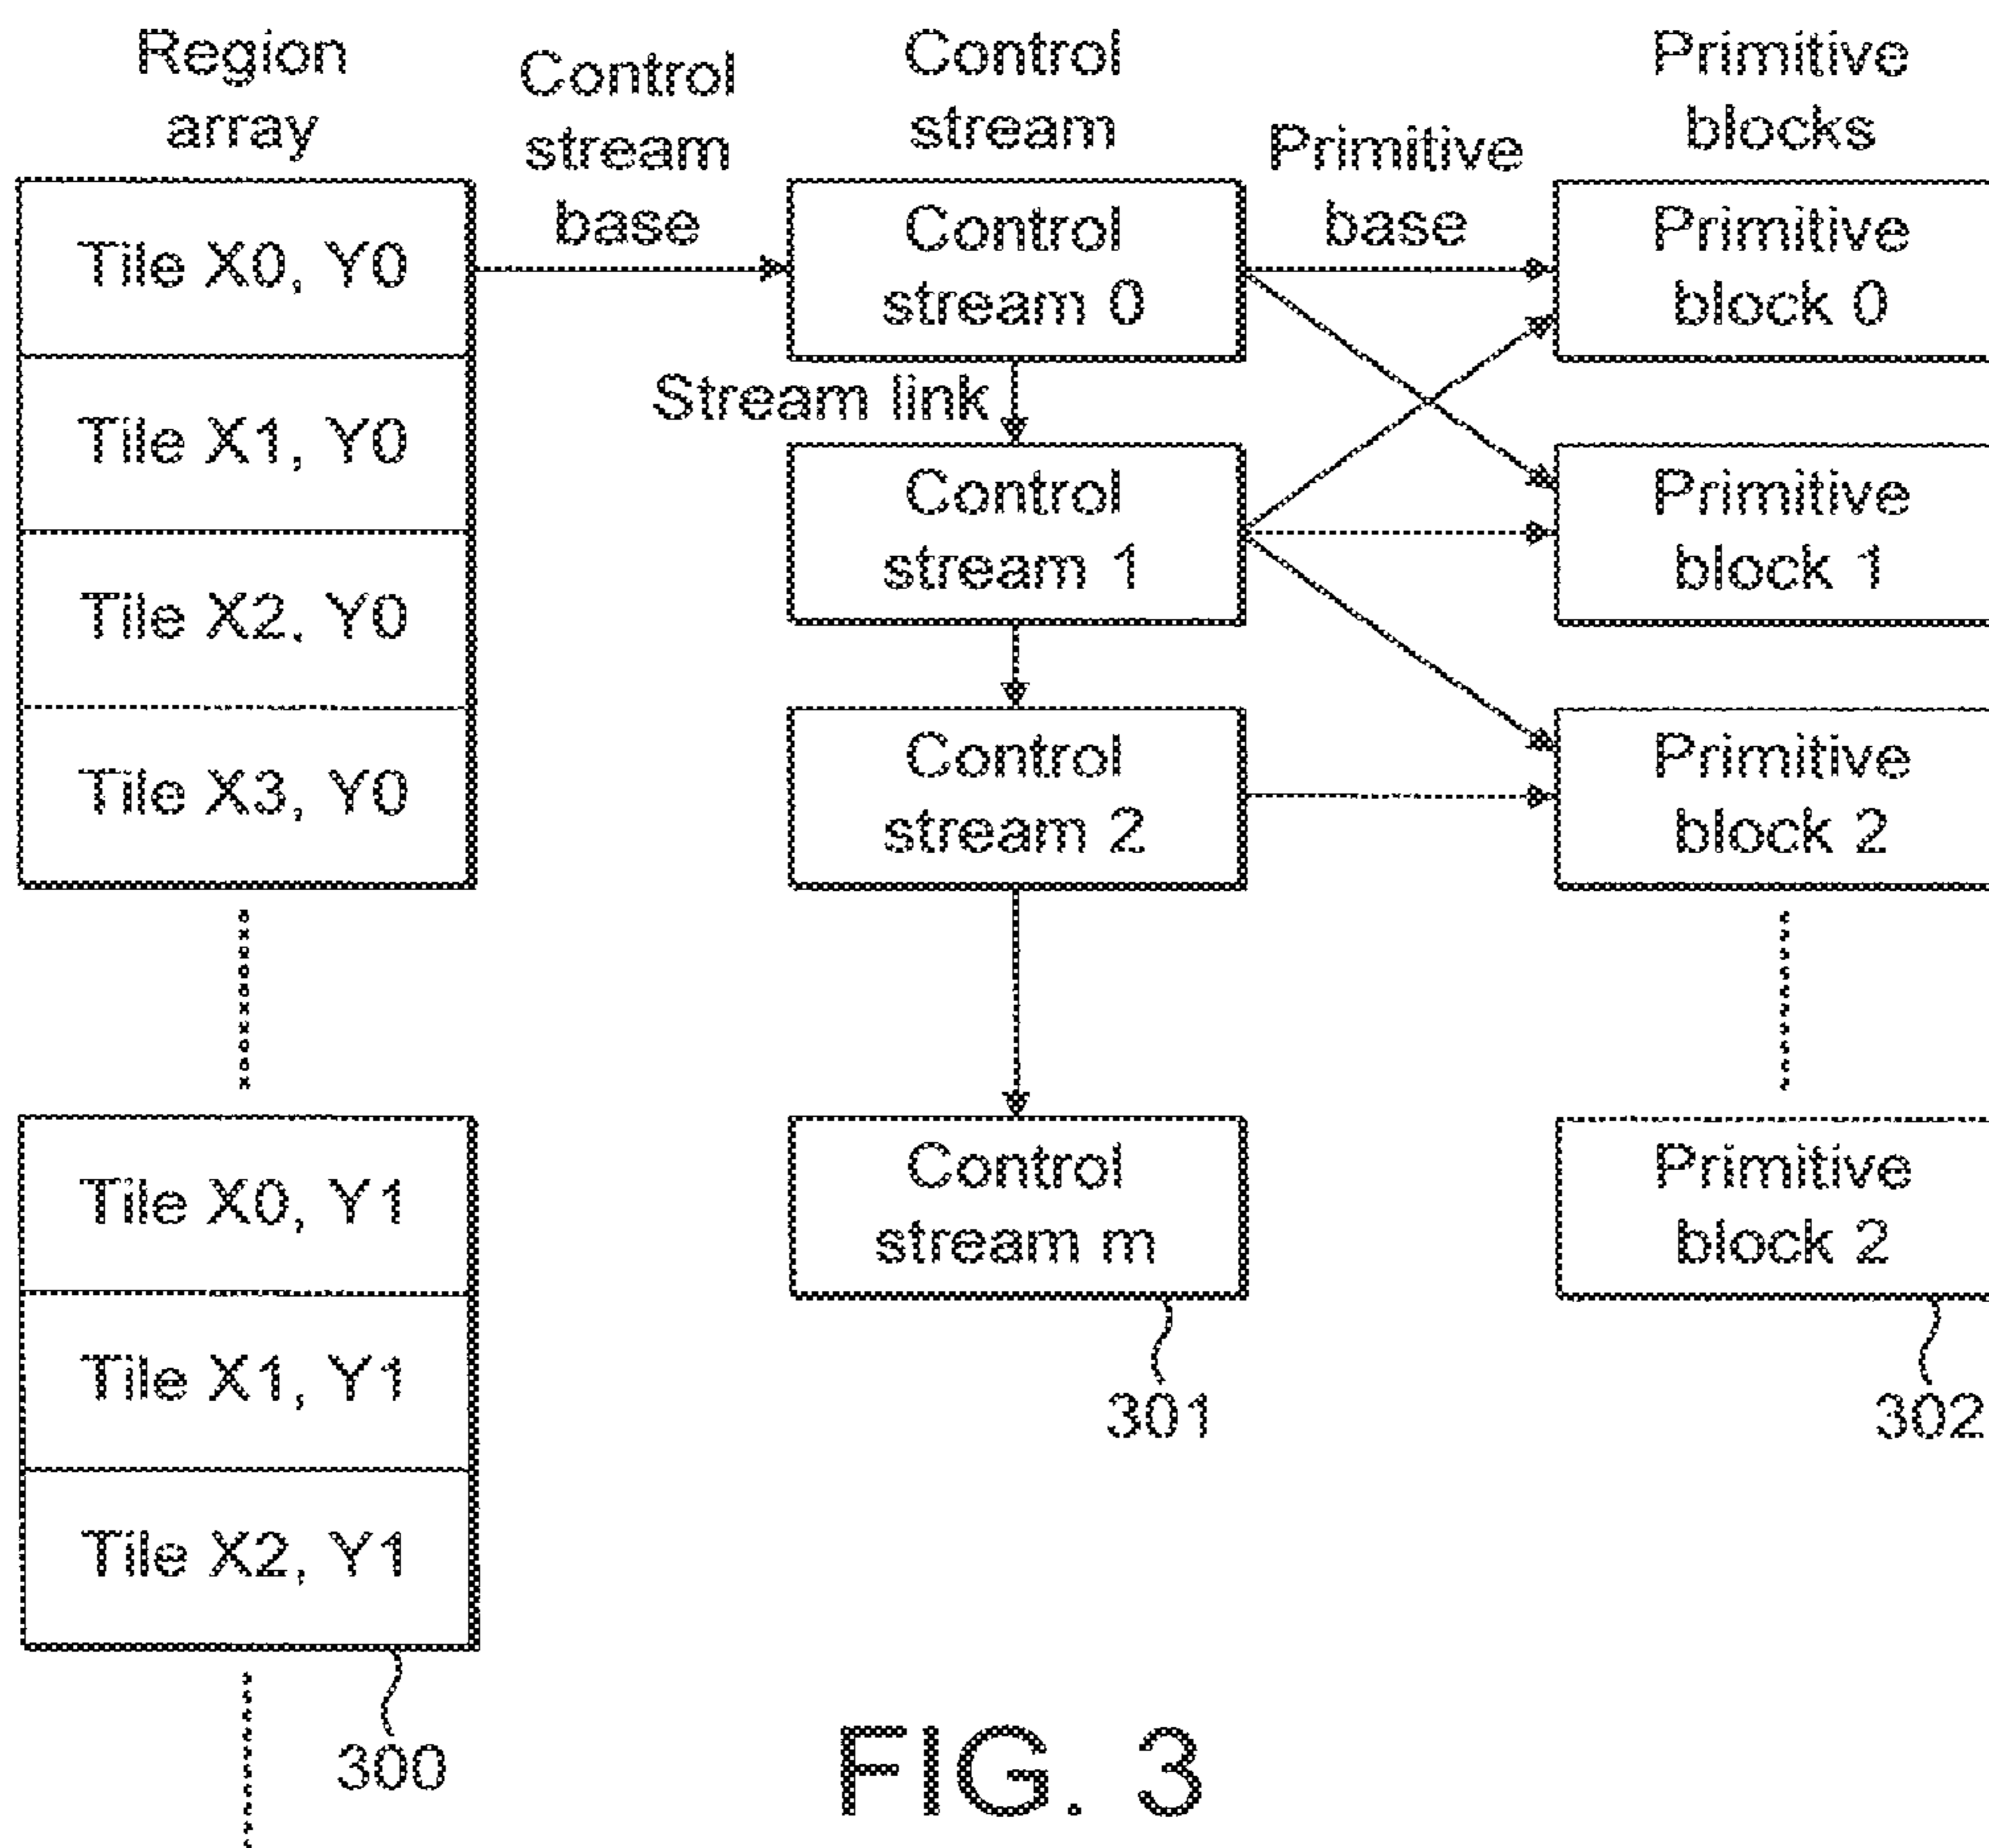 Region
array
Control
stream
base
Control
stream
Primitive
base
Primitive
blocks
Tile X0, Y0
Tile X1, Y0
Tile X2, Y0
Tile X3, Y0
Control
stream 0
Stream link
Control
stream 1
Control
stream 2
Control
stream m
301
Primitive
block 0
Primitive
block 1
Primitive
block 2
Primitive
block 2
302
Tile X0, Y1
Tile X1, Y1
Tile X2, Y1
300
FIG. 3